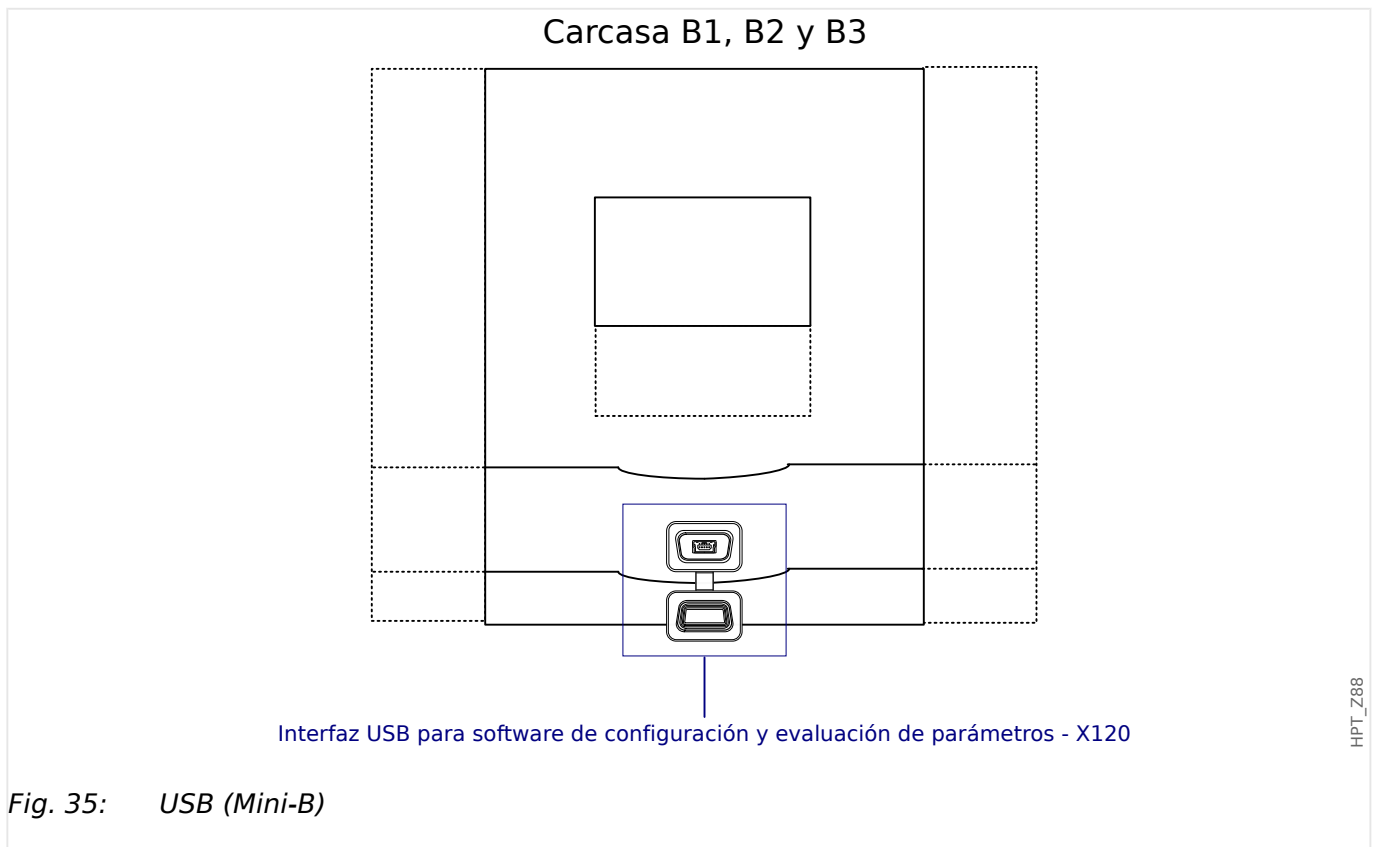 Carcasa B1, B2 y B3
Interfaz USB para software de configuración y evaluación de parámetros - X120
HPT_Z88
Fig. 35: USB (Mini-B)